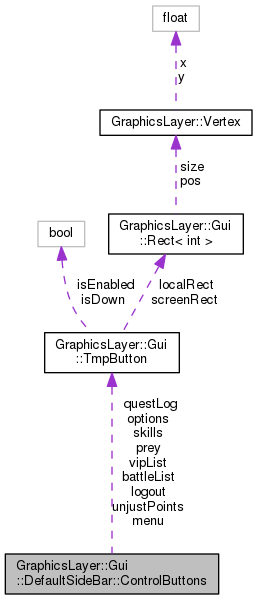 float
x
y
GraphicsLayer::Vertex
size
pos
GraphicsLayer::Gui
::Rect< int >
bool
isEnabled
isDown
localRect
screenRect
GraphicsLayer::Gui
::TmpButton
questLog
options
skills
prey
vipList
battleList
logout
unjustPoints
menu
GraphicsLayer::Gui
::DefaultSideBar::ControlButtons